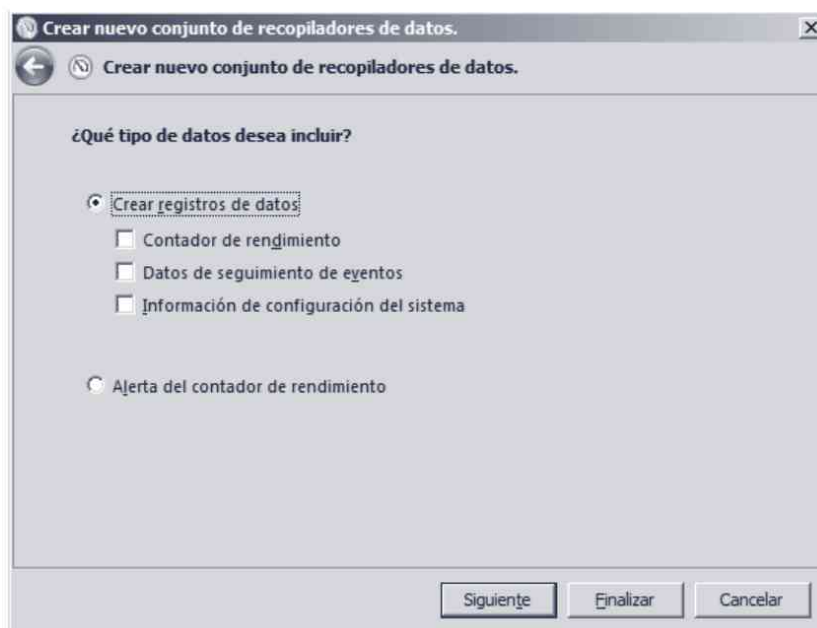 Crear nuevo conjunto de recopiladores de datos.
Crear nuevo conjunto de recopiladores de datos.
¿Qué tipo de datos desea incluir?
Crear registros de datos
Contador de rendimiento
Datos de seguimiento de eventos
Información de configuración del sistema
Alerta del contador de rendimiento
Siguiente
Finalizar
Cancelar